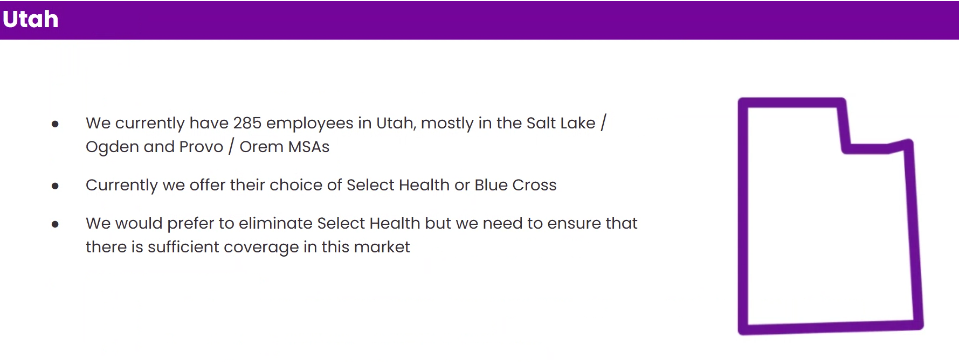 Utah
● We currently have 285 employees in Utah, mostly in the Salt Lake /
Ogden and Provo / Orem MSAs
● Currently we offer their choice of Select Health or Blue Cross
● We would prefer to eliminate Select Health but we need to ensure that
there is sufficient coverage in this market